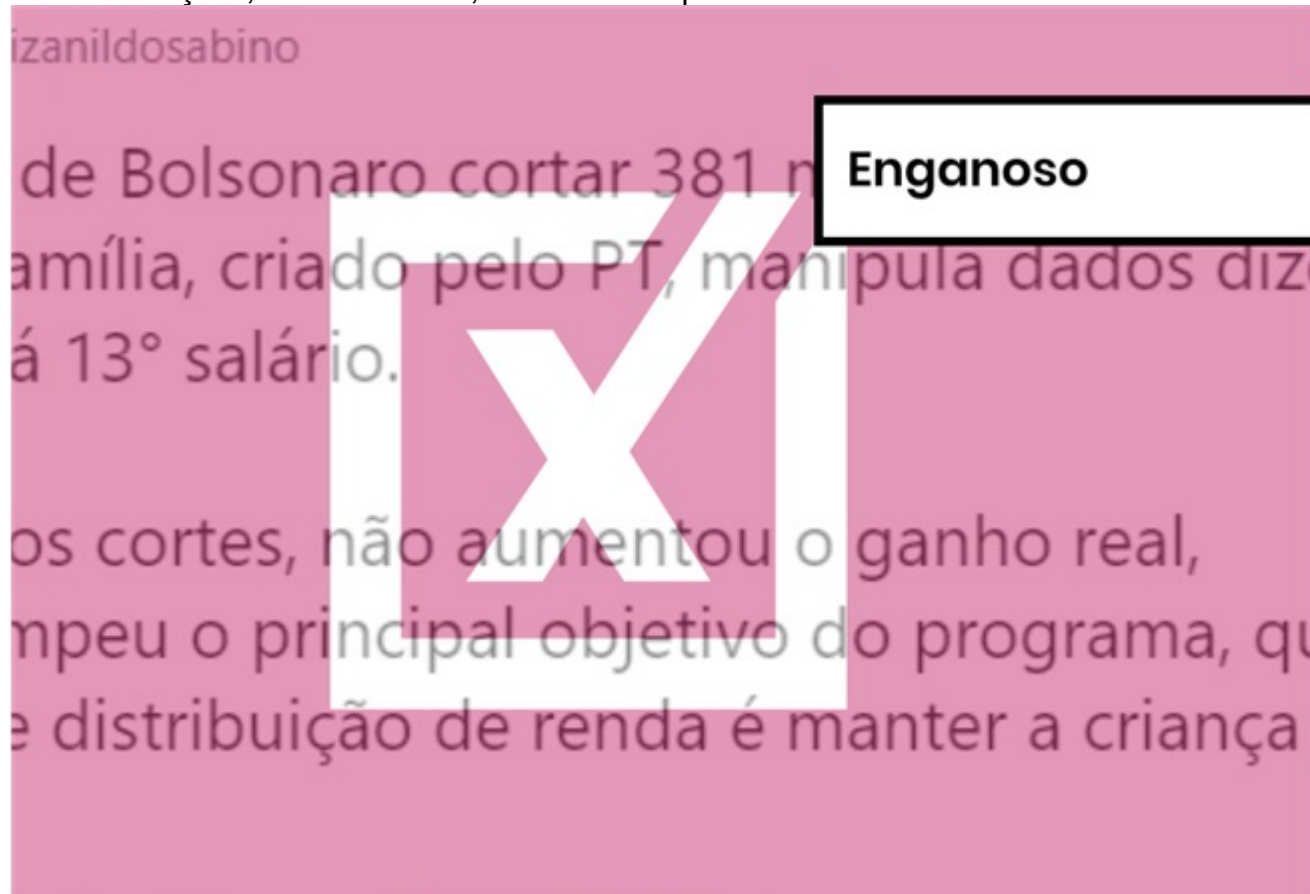 izanildosabino
de Bolsonaro cortar 381
Enganoso
amília, criado pelo PT, manipula dados diz
á 13° salário.
os cortes, não aumentou o ganho real,
mpeu o principal objetivo do programa, qu
e distribuição de renda é manter a criança